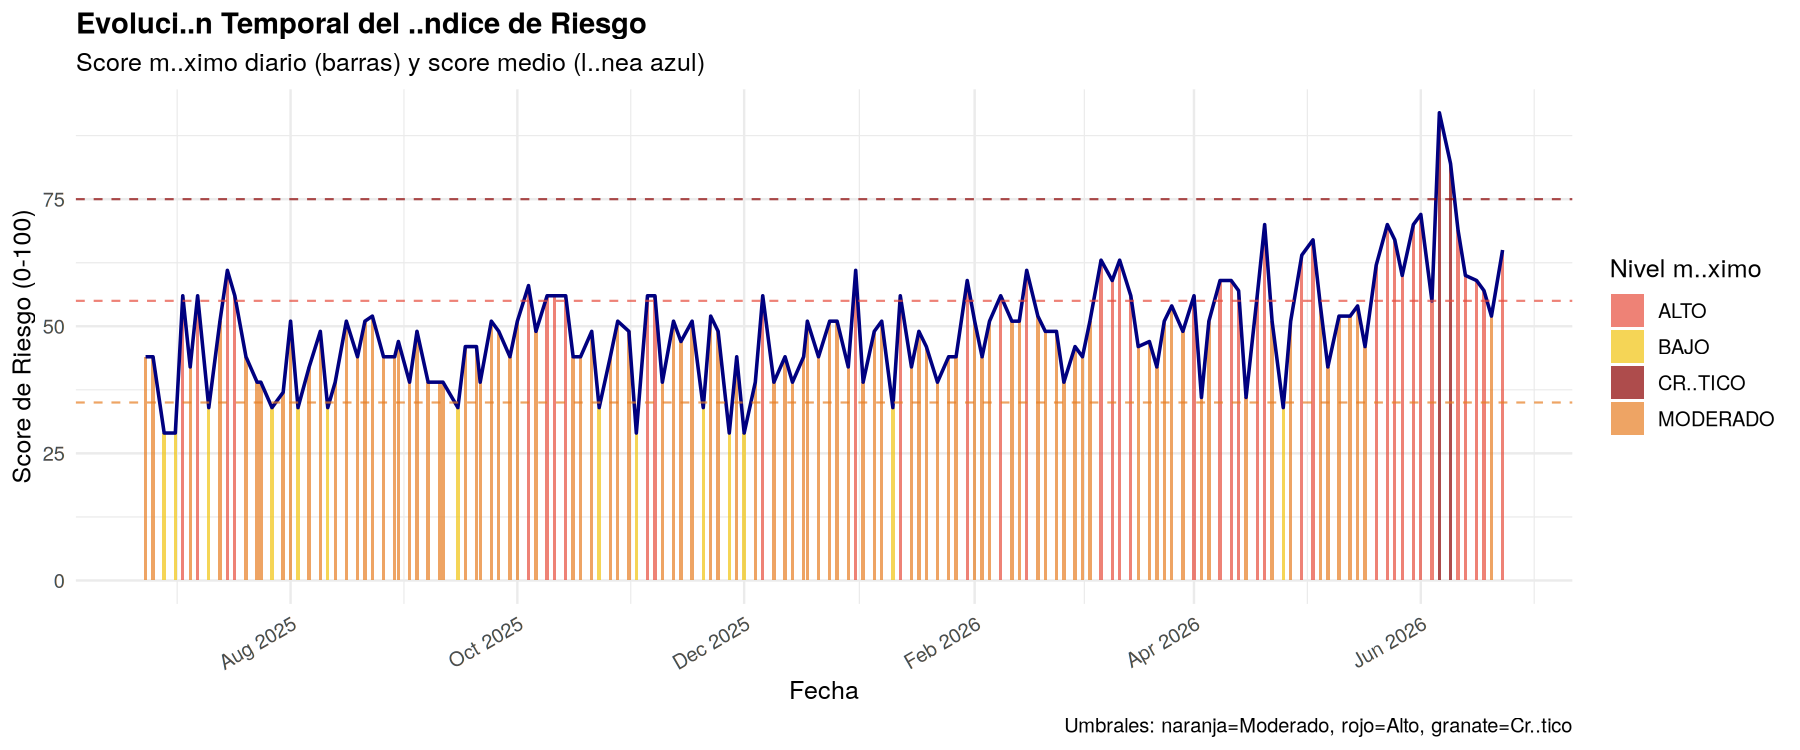 Evoluci..n Temporal del ..ndice de Riesgo
Score m..ximo diario (barras) y score medio (l..nea azul)
Score de Riesgo (0-100)
75
50
25
0
Aug 2025
Oct 2025
Dec 2025
Feb 2026
Apr 2026
Jun 2026
Fecha
Nivel m..ximo
ALTO
BAJO
CR..TICO
MODERADO
Umbrales: naranja=Moderado, rojo=Alto, granate=Cr..tico